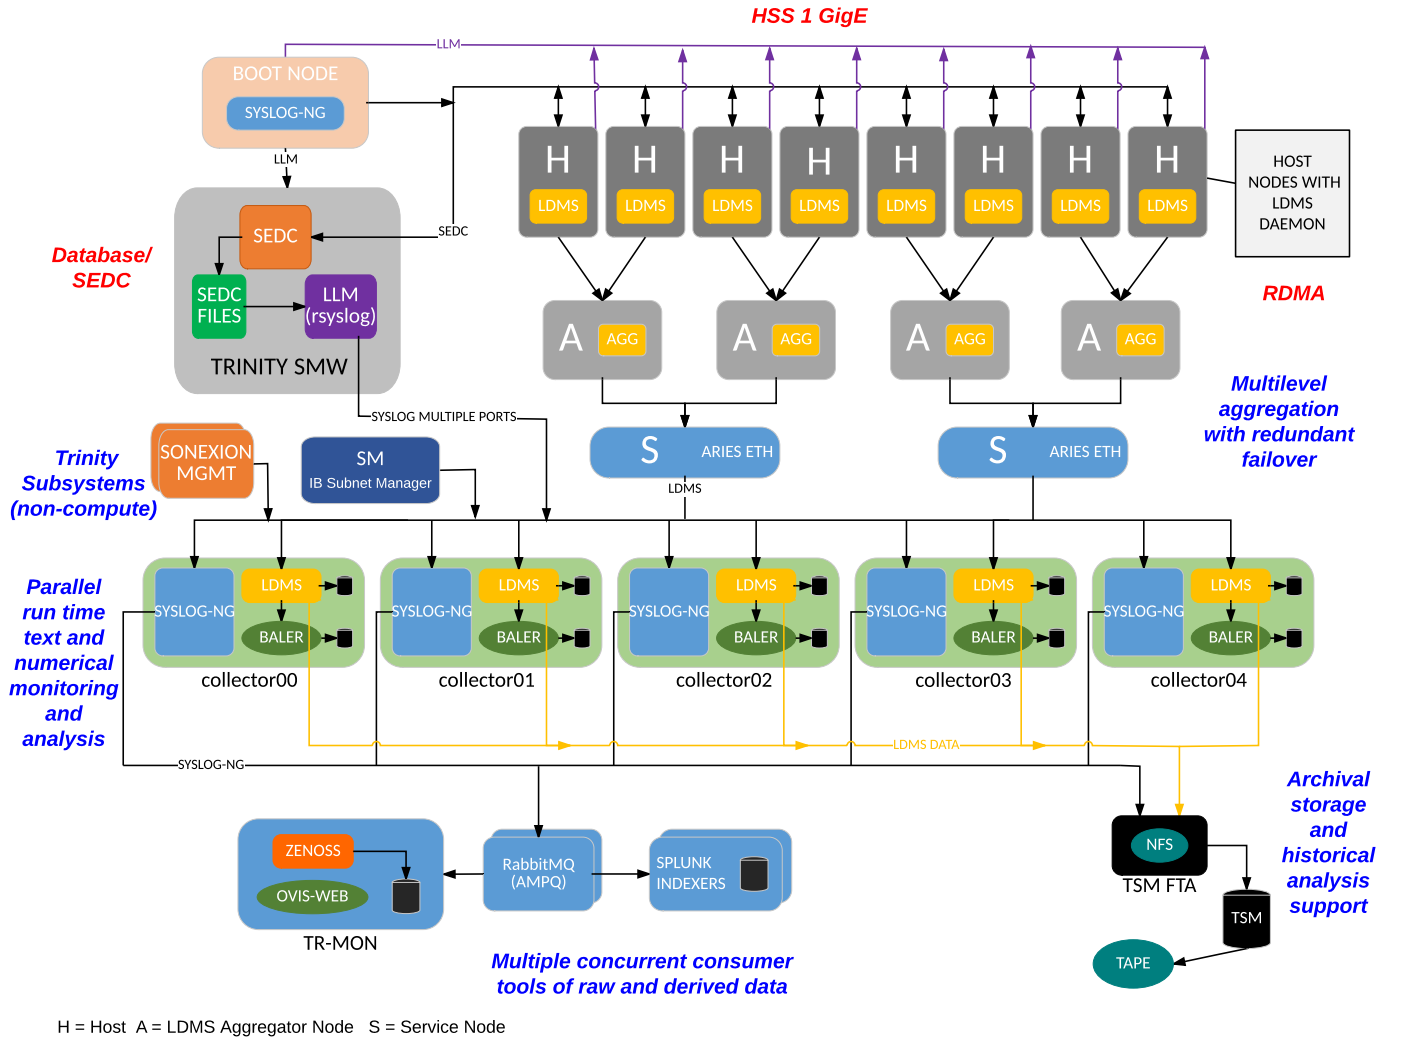 HSS 1 GigE
LLM
BOOT NODE
SYSLOG-NG
LLM
H H H H H H H H
LDMS LDMS LDMS LDMS LDMS LDMS LDMS LDMS
HOST
NODES WITH
LDMS
DAEMON
SEDC
SEDC
Database/
SEDC
SEDC
FILES
LLM
(rsyslog)
TRINITY SMW
RDMA
A AGG A AGG A AGG A AGG
Multilevel
aggregation
with redundant
failover
SYSLOG MULTIPLE PORTS
S ARIES ETH S ARIES ETH
LDMS
Trinity
Subsystems
(non-compute)
SONEXION
MGMT
SM
IB Subnet Manager
Parallel
run time
text and
numerical
monitoring
and
analysis
LDMS LDMS LDMS LDMS LDMS
SYSLOG-NG SYSLOG-NG SYSLOG-NG SYSLOG-NG SYSLOG-NG
BALER BALER BALER BALER BALER
collector00 collector01 collector02 collector03 collector04
LDMS DATA
SYSLOG-NG
Archival
storage
and
historical
analysis
support
ZENOSS
OVIS-WEB
TR-MON
RabbitMQ
(AMPQ)
SPLUNK
INDEXERS
NFS
TSM FTA
TSM
TAPE
Multiple concurrent consumer
tools of raw and derived data
H = Host A = LDMS Aggregator Node S = Service Node